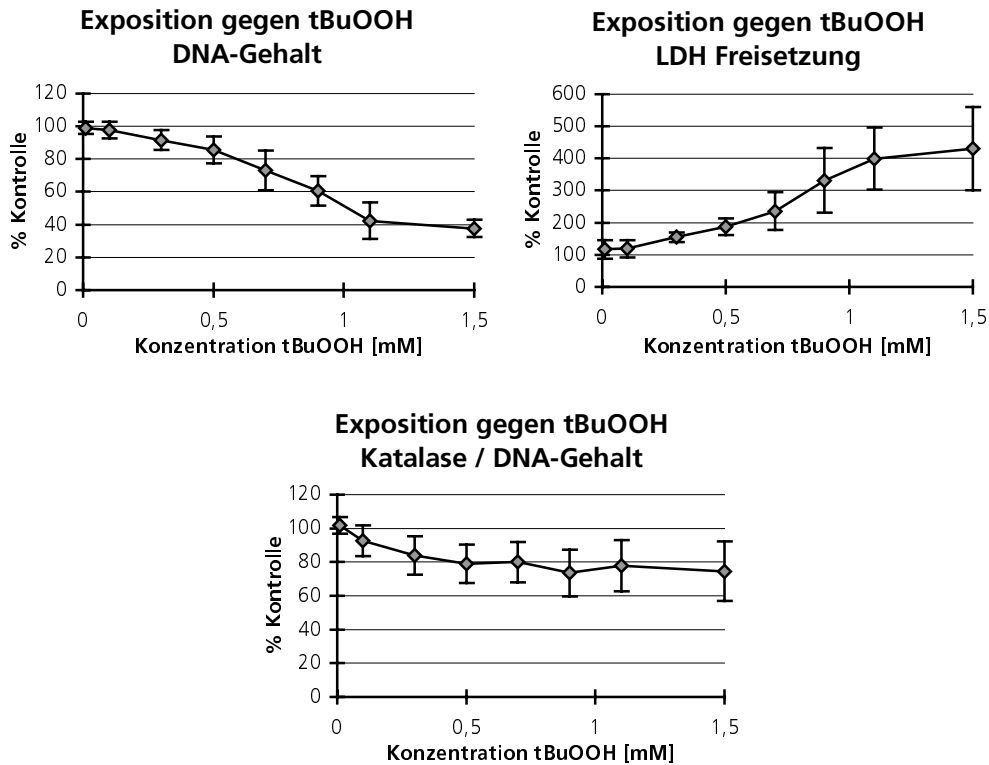 Exposition gegen tBuOOH
DNA-Gehalt
% Kontrolle
120
100
80
60
40
20
0
0 0,5 1 1,5
Konzentration tBuOOH [mM]
Exposition gegen tBuOOH
LDH Freisetzung
% Kontrolle
600
500
400
300
200
100
0
0 0,5 1 1,5
Konzentration tBuOOH [mM]
Exposition gegen tBuOOH
Katalase / DNA-Gehalt
% Kontrolle
120
100
80
60
40
20
0
0 0,5 1 1,5
Konzentration tBuOOH [mM]